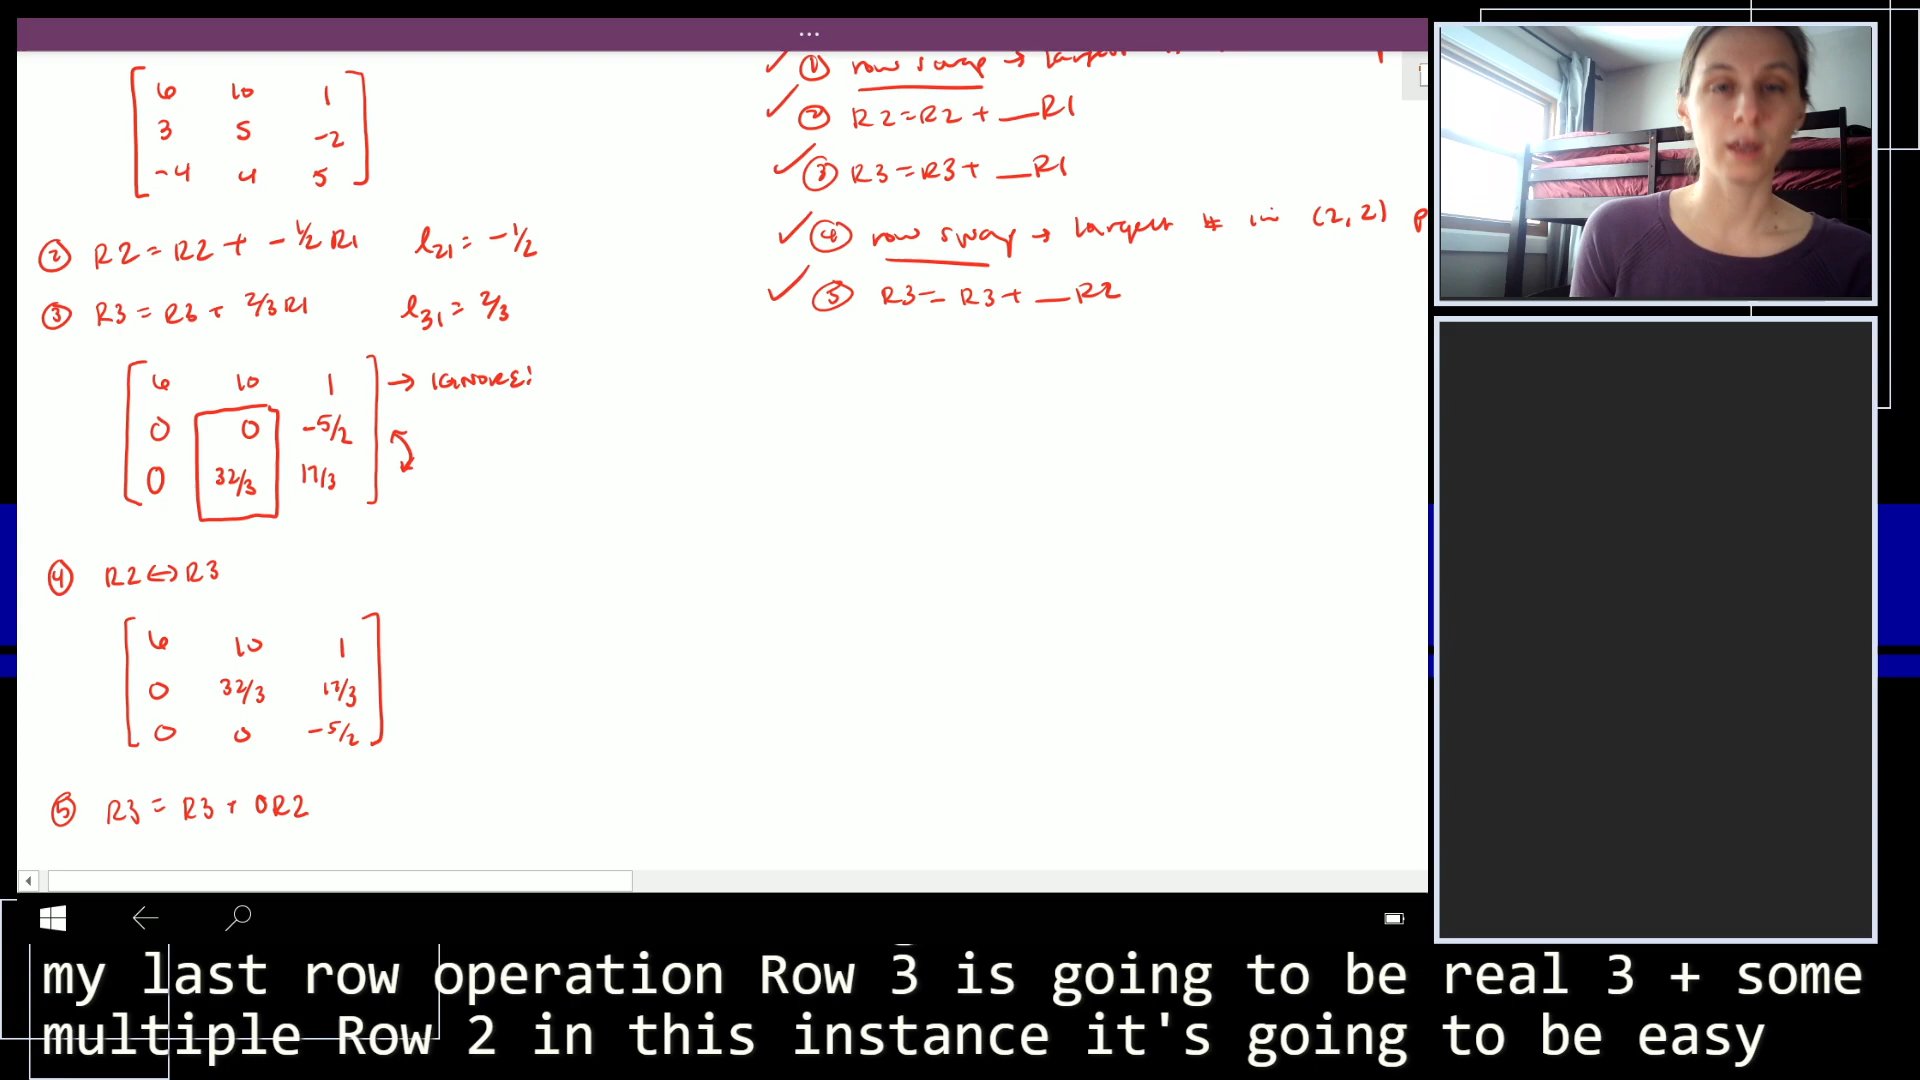 ...
6 10 1
3 5 -2
-4 4 5
② R2=R2 + -1/2 R1 l21 = -1/2
③ R3 = R3 + 2/3 R1 l31 = 2/3
6 10 1 → IGNORE!
0 0 -5/2
0 32/3 17/3
④ R2 ↔ R3
6 10 1
0 32/3 17/3
0 0 -5/2
⑤ R3 = R3 + 0R2
① row swap → largest
② R2=R2 + __R1
③ R3=R3+ __R1
④ row swap → largest # in (2,2) p
⑤ R3= R3+ __R2
my last row operation Row 3 is going to be real 3 + some
multiple Row 2 in this instance it's going to be easy